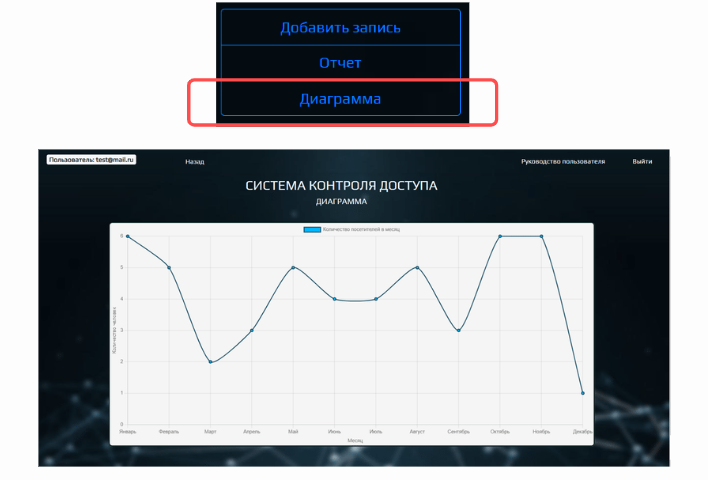 Добавить запись
Отчет
Диаграмма
Пользователь: test@mail.ru
Назад
Руководство пользователя
Выйти
СИСТЕМА КОНТРОЛЯ ДОСТУПА
ДИАГРАММА
Количество посетителей в месяц
6
5
4
3
2
1
0
Количество человек
Январь
Февраль
Март
Апрель
Май
Июнь
Июль
Август
Сентябрь
Октябрь
Ноябрь
Декабрь
Месяц